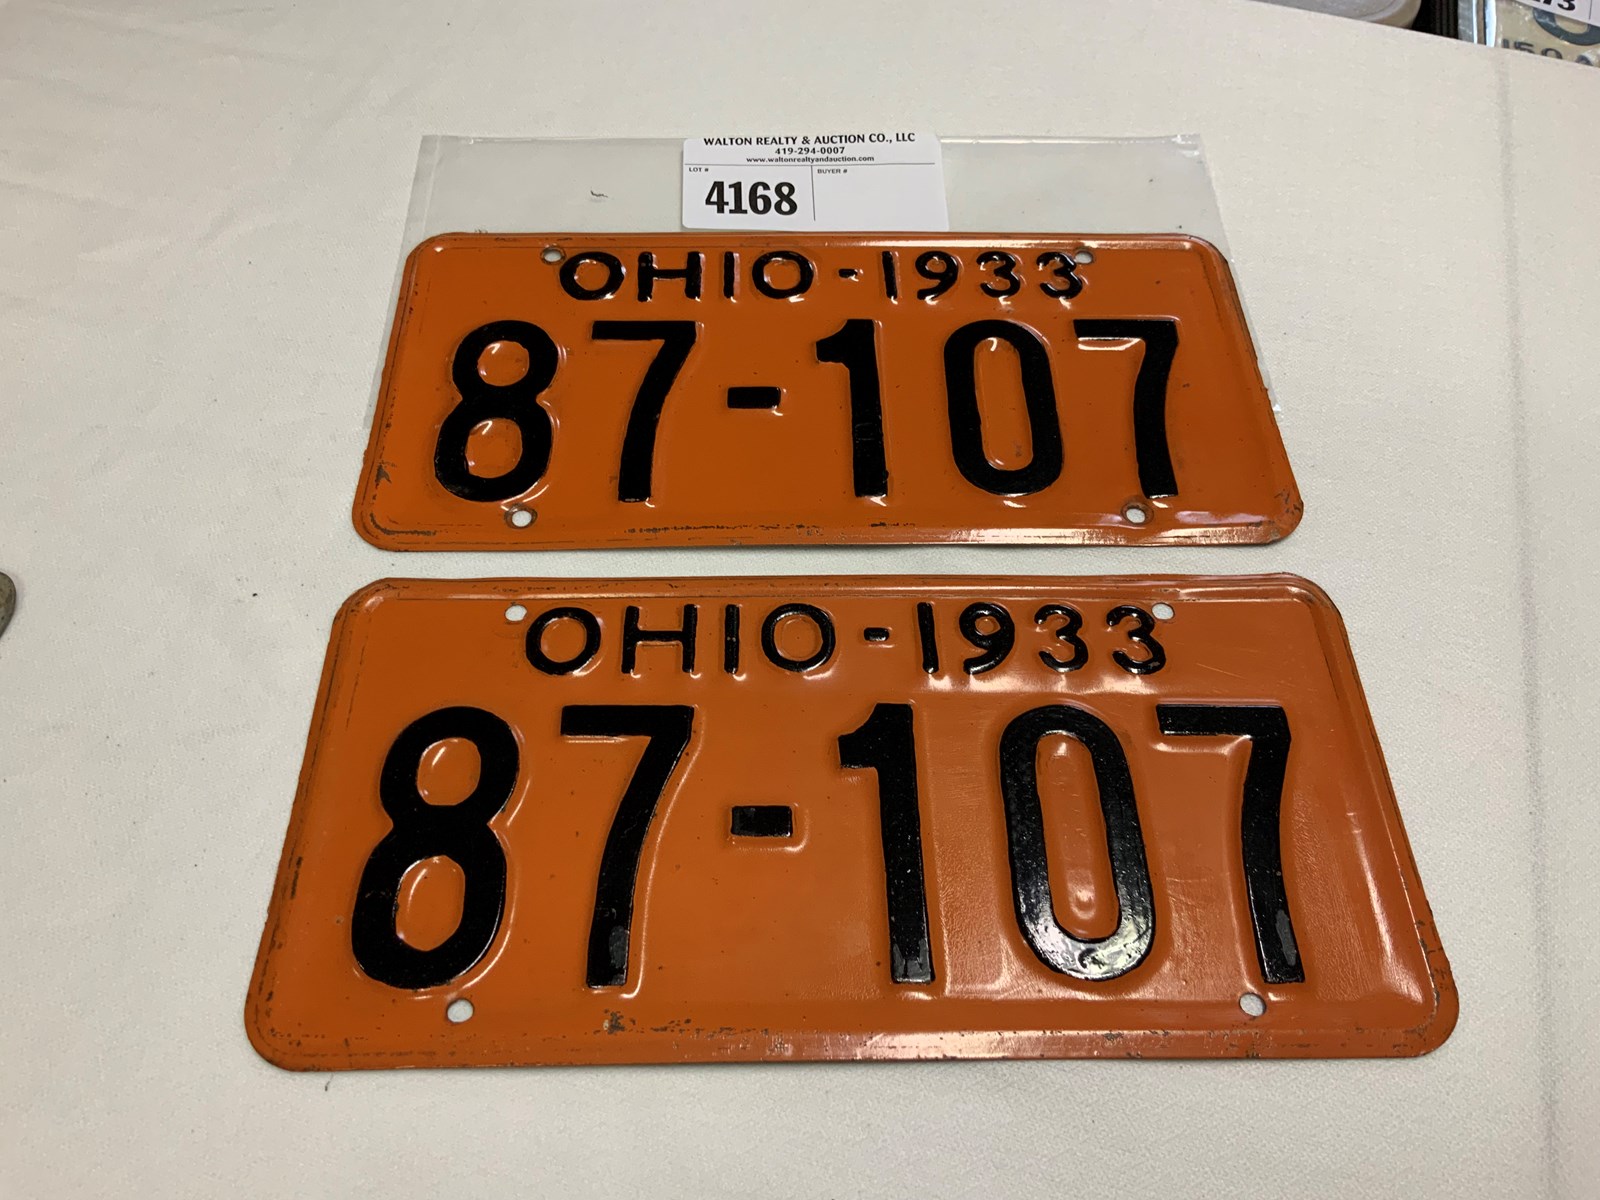 WALTON REALTY & AUCTION CO., LLC
419-294-0007
www.waltonrealtyandauction.com
LOT # BUYER #
4168
OHIO-1933
87-107
OHIO-1933
87-107